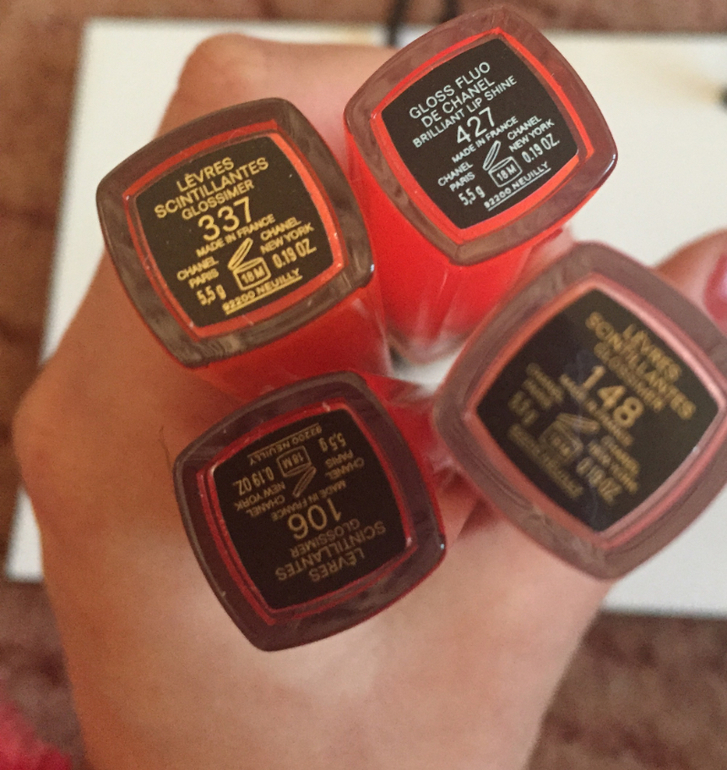 LÈVRES
SCINTILLANTES
GLOSSIMER
337
MADE IN FRANCE
CHANEL CHANEL
PARIS NEW YORK
5,5 g 18 M 0.19 OZ.
92200 NEUILLY
GLOSS FLUO
DE CHANEL
BRILLIANT LIP SHINE
427
MADE IN FRANCE
CHANEL CHANEL
PARIS NEW YORK
5,5 g 18 M 0.19 OZ.
92200 NEUILLY
LÈVRES
SCINTILLANTES
GLOSSIMER
106
MADE IN FRANCE
CHANEL CHANEL
PARIS NEW YORK
5,5 g 18 M 0.19 OZ.
92200 NEUILLY
LÈVRES
SCINTILLANTES
GLOSSIMER
148